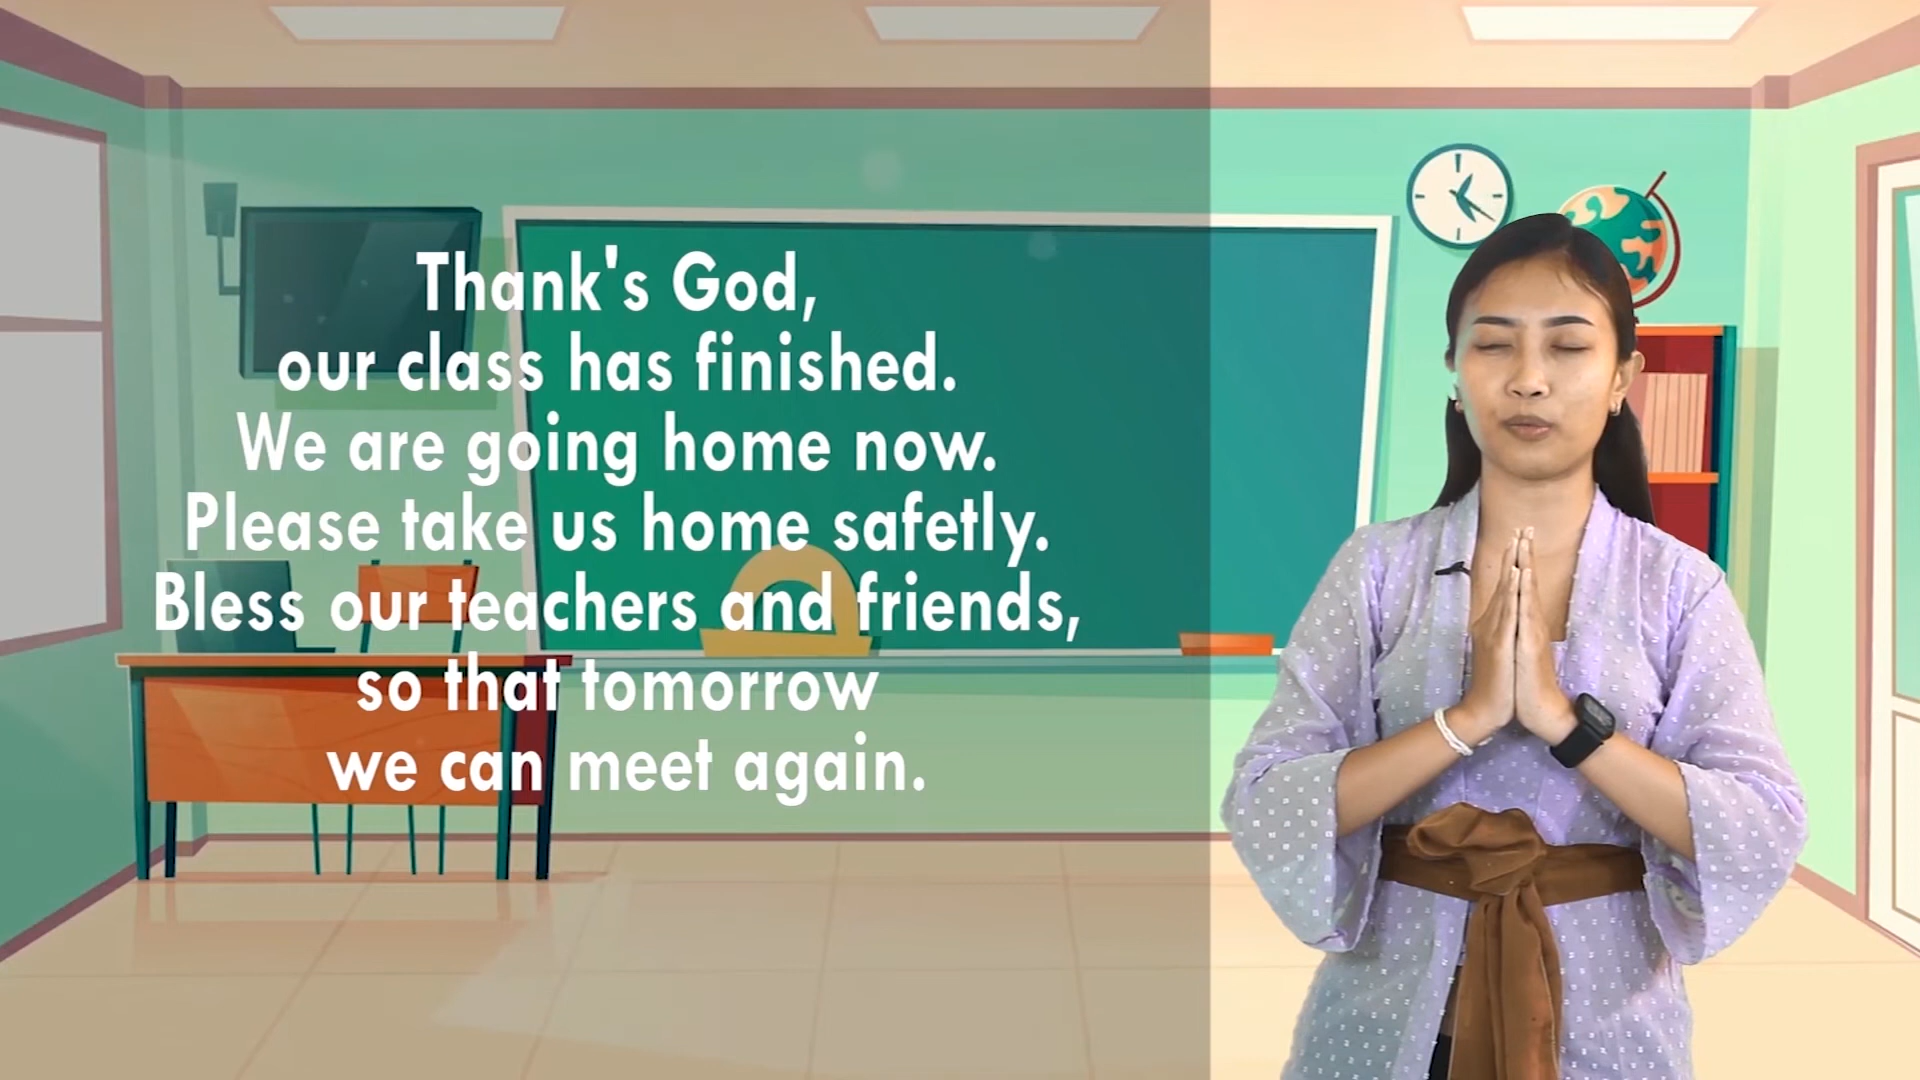 Thank's God,
our class has finished.
We are going home now.
Please take us home safetly.
Bless our teachers and friends,
so that tomorrow
we can meet again.